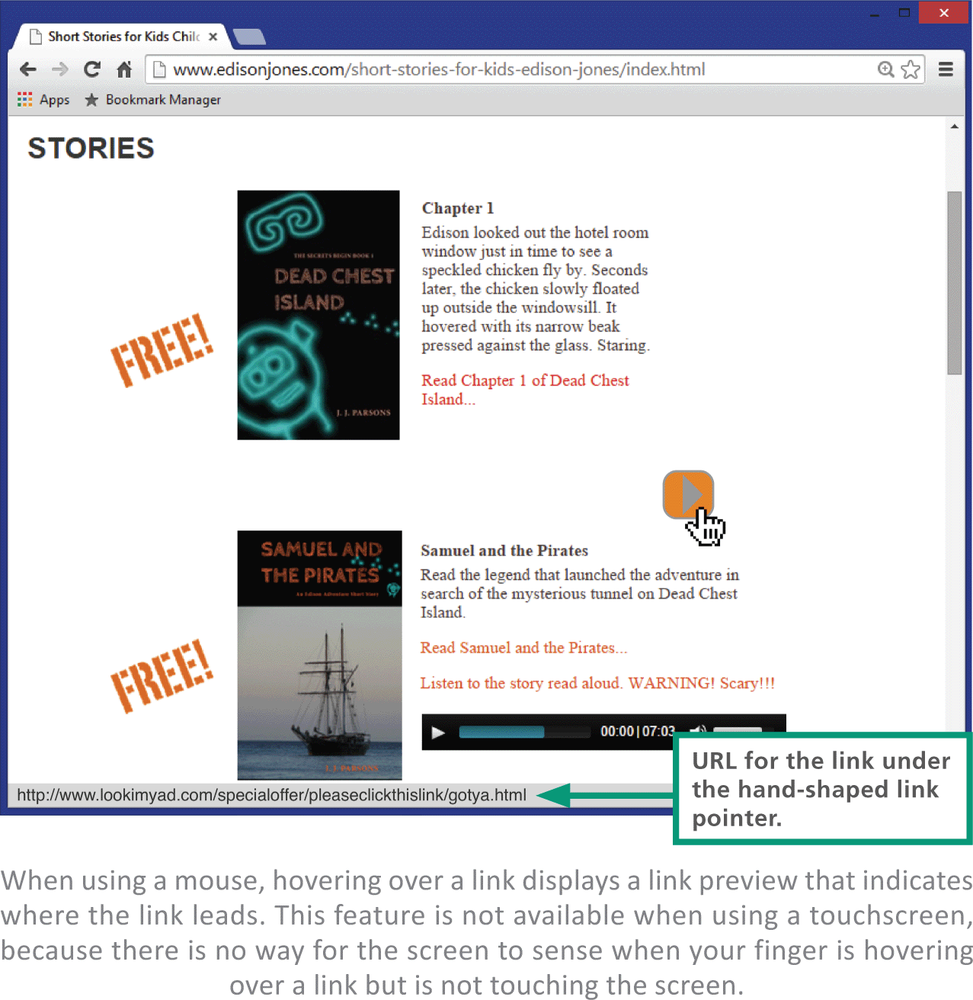 Short Stories for Kids Chilc
www.edisonjones.com/short-stories-for-kids-edison-jones/index.html
Apps
Bookmark Manager
STORIES
THE SECRETS BEGIN BOOK 1
DEAD CHEST
ISLAND
J. J. PARSONS
FREE!
Chapter 1
Edison looked out the hotel room
window just in time to see a
speckled chicken fly by. Seconds
later, the chicken slowly floated
up outside the windowsill. It
hovered with its narrow beak
pressed against the glass. Staring.
Read Chapter 1 of Dead Chest
Island...
SAMUEL AND
THE PIRATES
An Edison Adventure Short Story
J. J. PARSONS
FREE!
Samuel and the Pirates
Read the legend that launched the adventure in
search of the mysterious tunnel on Dead Chest
Island.
Read Samuel and the Pirates...
Listen to the story read aloud. WARNING! Scary!!!
00:00|07:03
http://www.lookimyad.com/specialoffer/pleaseclickthislink/gotya.html
URL for the link under
the hand-shaped link
pointer.
When using a mouse, hovering over a link displays a link preview that indicates
where the link leads. This feature is not available when using a touchscreen,
because there is no way for the screen to sense when your finger is hovering
over a link but is not touching the screen.